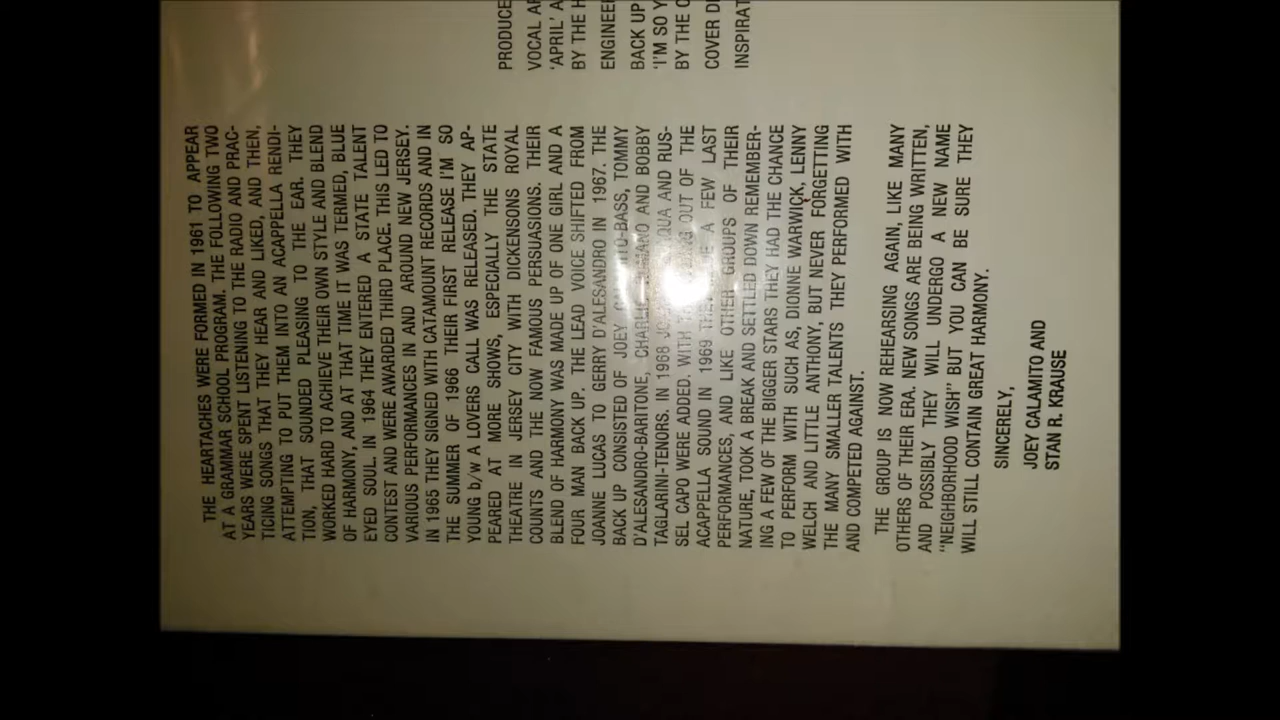 THE HEARTACHES WERE FORMED IN 1961 TO APPEAR
AT A GRAMMAR SCHOOL PROGRAM. THE FOLLOWING TWO
YEARS WERE SPENT LISTENING TO THE RADIO AND PRAC-
TICING SONGS THAT THEY HEAR AND LIKED, AND THEN,
ATTEMPTING TO PUT THEM INTO AN ACAPPELLA RENDI-
TION, THAT SOUNDED PLEASING TO THE EAR. THEY
WORKED HARD TO ACHIEVE THEIR OWN STYLE AND BLEND
OF HARMONY, AND AT THAT TIME IT WAS TERMED, BLUE
EYED SOUL. IN 1964 THEY ENTERED A STATE TALENT
CONTEST AND WERE AWARDED THIRD PLACE. THIS LED TO
VARIOUS PERFORMANCES IN AND AROUND NEW JERSEY.
IN 1965 THEY SIGNED WITH CATAMOUNT RECORDS AND IN
THE SUMMER OF 1966 THEIR FIRST RELEASE I'M SO
YOUNG b/w A LOVERS CALL WAS RELEASED. THEY AP-
PEARED AT MORE SHOWS, ESPECIALLY THE STATE
THEATRE IN JERSEY CITY WITH DICKENSONS ROYAL
COUNTS AND THE NOW FAMOUS PERSUASIONS. THEIR
BLEND OF HARMONY WAS MADE UP OF ONE GIRL AND A
FOUR MAN BACK UP. THE LEAD VOICE SHIFTED FROM
JOANNE LUCAS TO GERRY D'ALESANDRO IN 1967. THE
BACK UP CONSISTED OF JOEY BASS, TOMMY
D'ALESANDRO-BARITONE, AND BOBBY
TAGLARINI-TENORS. IN 1968 AND RUS-
SEL CAPO WERE ADDED. WITH OUT OF THE
ACAPPELLA SOUND IN 1969 A FEW LAST
PERFORMANCES, AND LIKE OTHER GROUPS OF THEIR
NATURE, TOOK A BREAK AND SETTLED DOWN REMEMBER-
ING A FEW OF THE BIGGER STARS THEY HAD THE CHANCE
TO PERFORM WITH SUCH AS, DIONNE WARWICK, LENNY
WELCH AND LITTLE ANTHONY, BUT NEVER FORGETTING
THE MANY SMALLER TALENTS THEY PERFORMED WITH
AND COMPETED AGAINST.
THE GROUP IS NOW REHEARSING AGAIN, LIKE MANY
OTHERS OF THEIR ERA. NEW SONGS ARE BEING WRITTEN,
AND POSSIBLY THEY WILL UNDERGO A NEW NAME
"NEIGHBORHOOD WISH" BUT YOU CAN BE SURE THEY
WILL STILL CONTAIN GREAT HARMONY.
SINCERELY,
JOEY CALAMITO AND
STAN R. KRAUSE
PRODUCE
VOCAL AR
'APRIL' A
BY THE H
ENGINEER
BACK UP
'I'M SO Y
BY THE C
COVER DE
INSPIRAT